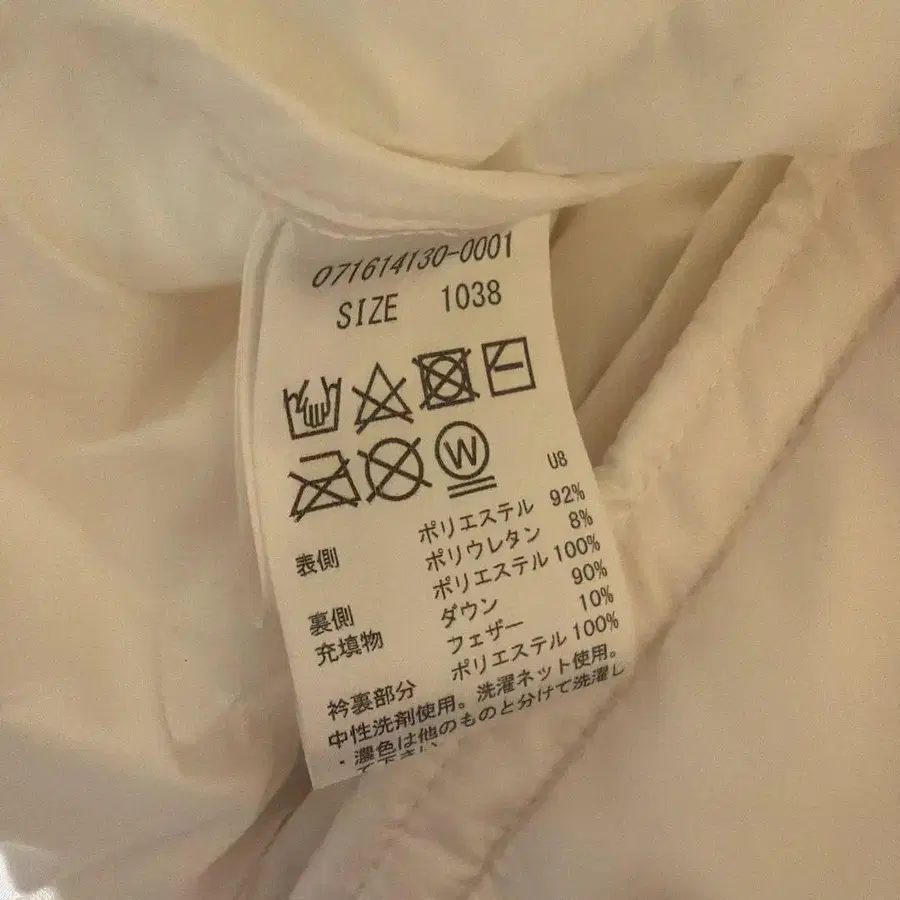 071614130-0001
SIZE 1038
W
U8
表側 ポリエステル 92%
ポリウレタン 8%
裏側 ポリエステル 100%
充填物 ダウン 90%
フェザー 10%
衿裏部分 ポリエステル 100%
中性洗剤使用。洗濯ネット使用。
・濃色は他のものと分けて洗濯し
て下さい。